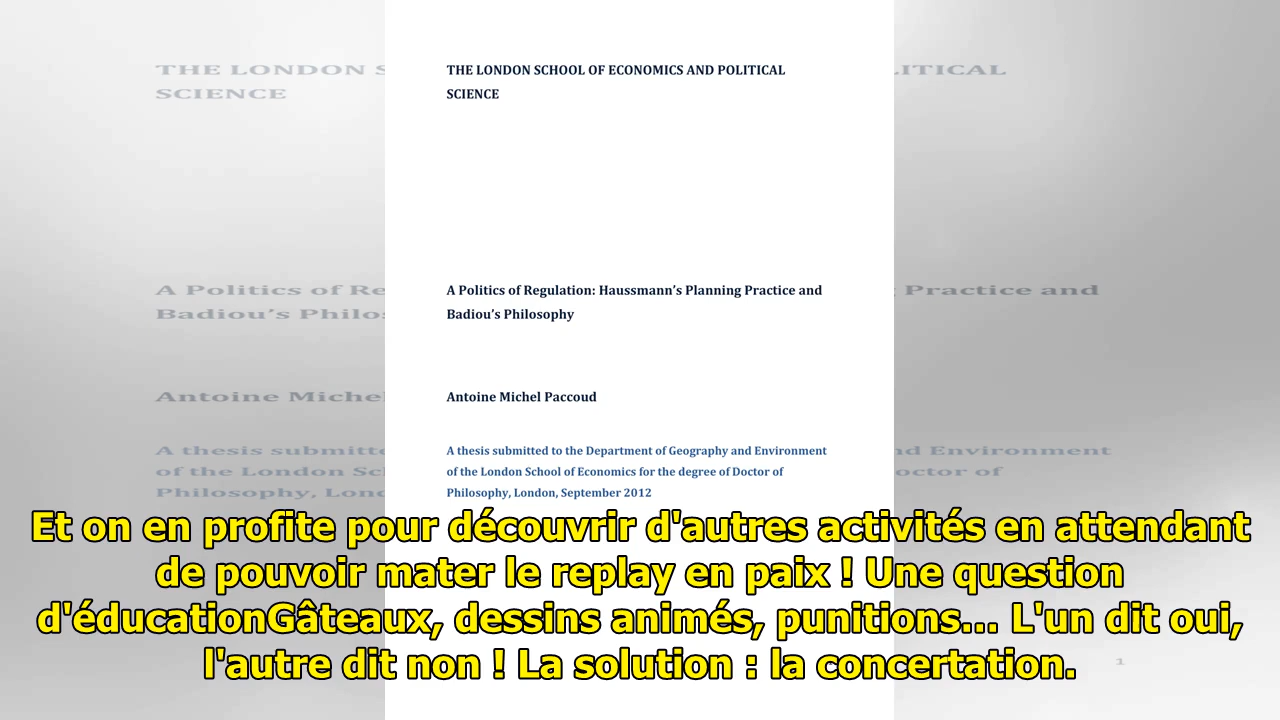 THE LONDON SCHOOL OF ECONOMICS AND POLITICAL
SCIENCE
A Politics of Regulation: Haussmann’s Planning Practice and
Badiou’s Philosophy
Antoine Michel Paccoud
A thesis submitted to the Department of Geography and Environment
of the London School of Economics for the degree of Doctor of
Philosophy, London, September 2012
Et on en profite pour découvrir d'autres activités en attendant
de pouvoir mater le replay en paix ! Une question
d'éducationGâteaux, dessins animés, punitions... L'un dit oui,
l'autre dit non ! La solution : la concertation.
1